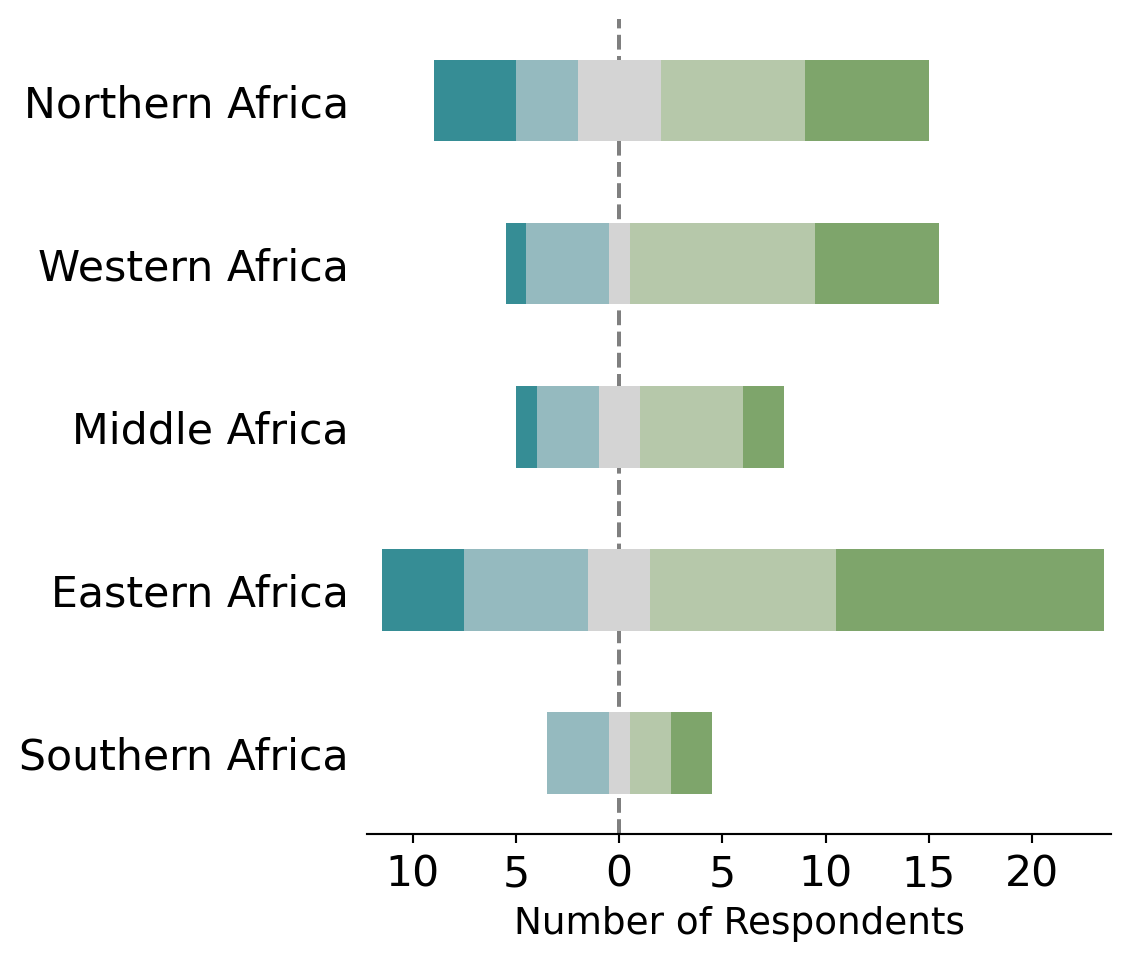 Northern Africa
Western Africa
Middle Africa
Eastern Africa
Southern Africa
10 5 0 5 10 15 20
Number of Respondents